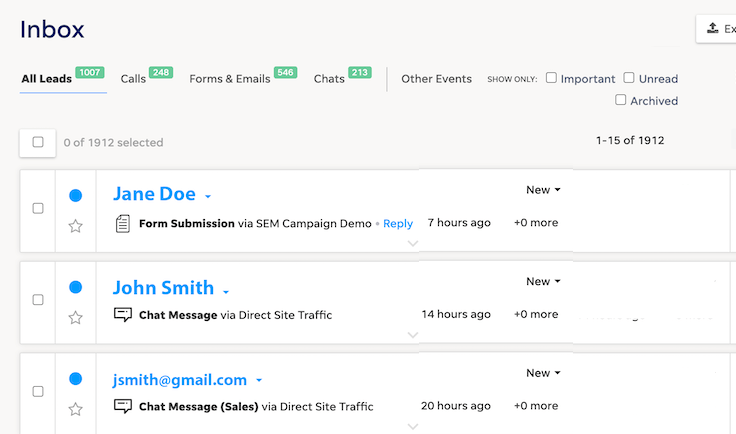 Inbox
Ex
All Leads 1007 Calls 248 Forms & Emails 546 Chats 213 Other Events SHOW ONLY: Important Unread
Archived
0 of 1912 selected 1-15 of 1912
Jane Doe New
Form Submission via SEM Campaign Demo • Reply 7 hours ago +0 more
John Smith New
Chat Message via Direct Site Traffic 14 hours ago +0 more
jsmith@gmail.com New
Chat Message (Sales) via Direct Site Traffic 20 hours ago +0 more